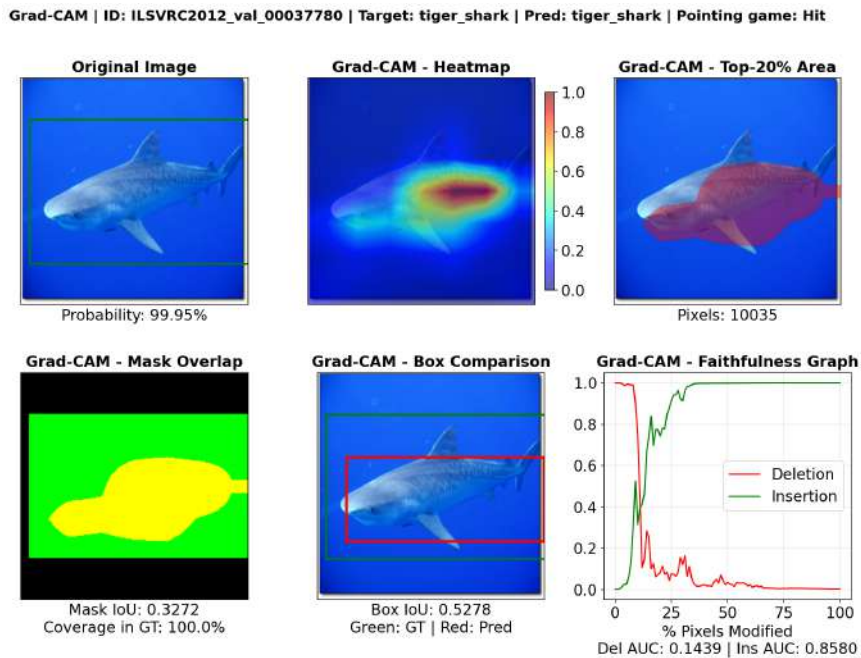 Grad-CAM | ID: ILSVRC2012_val_00037780 | Target: tiger_shark | Pred: tiger_shark | Pointing game: Hit
Original Image
Grad-CAM - Heatmap
Grad-CAM - Top-20% Area
1.0
0.8
0.6
0.4
0.2
0.0
Probability: 99.95%
Pixels: 10035
Grad-CAM - Mask Overlap
Grad-CAM - Box Comparison
Grad-CAM - Faithfulness Graph
1.0
0.8
0.6
0.4
0.2
0.0
Deletion
Insertion
0 25 50 75 100
Mask IoU: 0.3272
Coverage in GT: 100.0%
Box IoU: 0.5278
Green: GT | Red: Pred
% Pixels Modified
Del AUC: 0.1439 | Ins AUC: 0.8580